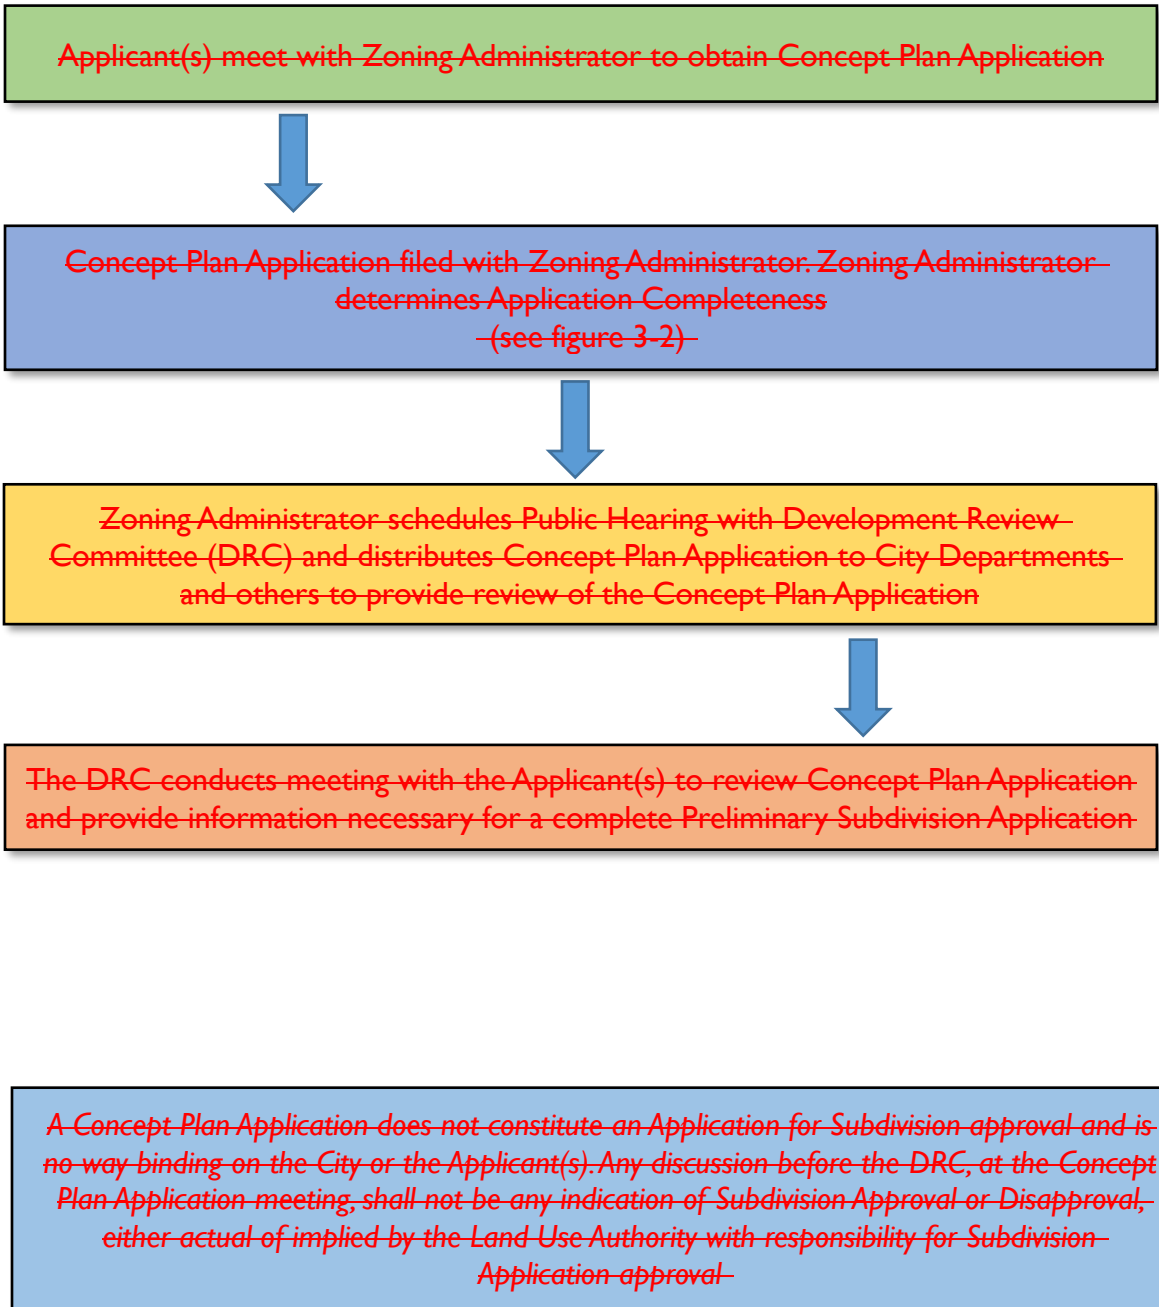 Applicant(s) meet with Zoning Administrator to obtain Concept Plan Application
Concept Plan Application filed with Zoning Administrator. Zoning Administrator
determines Application Completeness
(see figure 3-2)
Zoning Administrator schedules Public Hearing with Development Review
Committee (DRC) and distributes Concept Plan Application to City Departments
and others to provide review of the Concept Plan Application
The DRC conducts meeting with the Applicant(s) to review Concept Plan Application
and provide information necessary for a complete Preliminary Subdivision Application
A Concept Plan Application does not constitute an Application for Subdivision approval and is
no way binding on the City or the Applicant(s). Any discussion before the DRC, at the Concept
Plan Application meeting, shall not be any indication of Subdivision Approval or Disapproval,
either actual of implied by the Land Use Authority with responsibility for Subdivision
Application approval